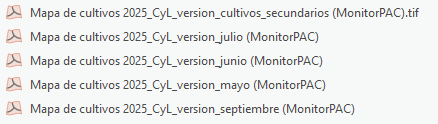 Mapa de cultivos 2025_CyL_version_cultivos_secundarios (MonitorPAC).tif
Mapa de cultivos 2025_CyL_version_julio (MonitorPAC)
Mapa de cultivos 2025_CyL_version_junio (MonitorPAC)
Mapa de cultivos 2025_CyL_version_mayo (MonitorPAC)
Mapa de cultivos 2025_CyL_version_septiembre (MonitorPAC)